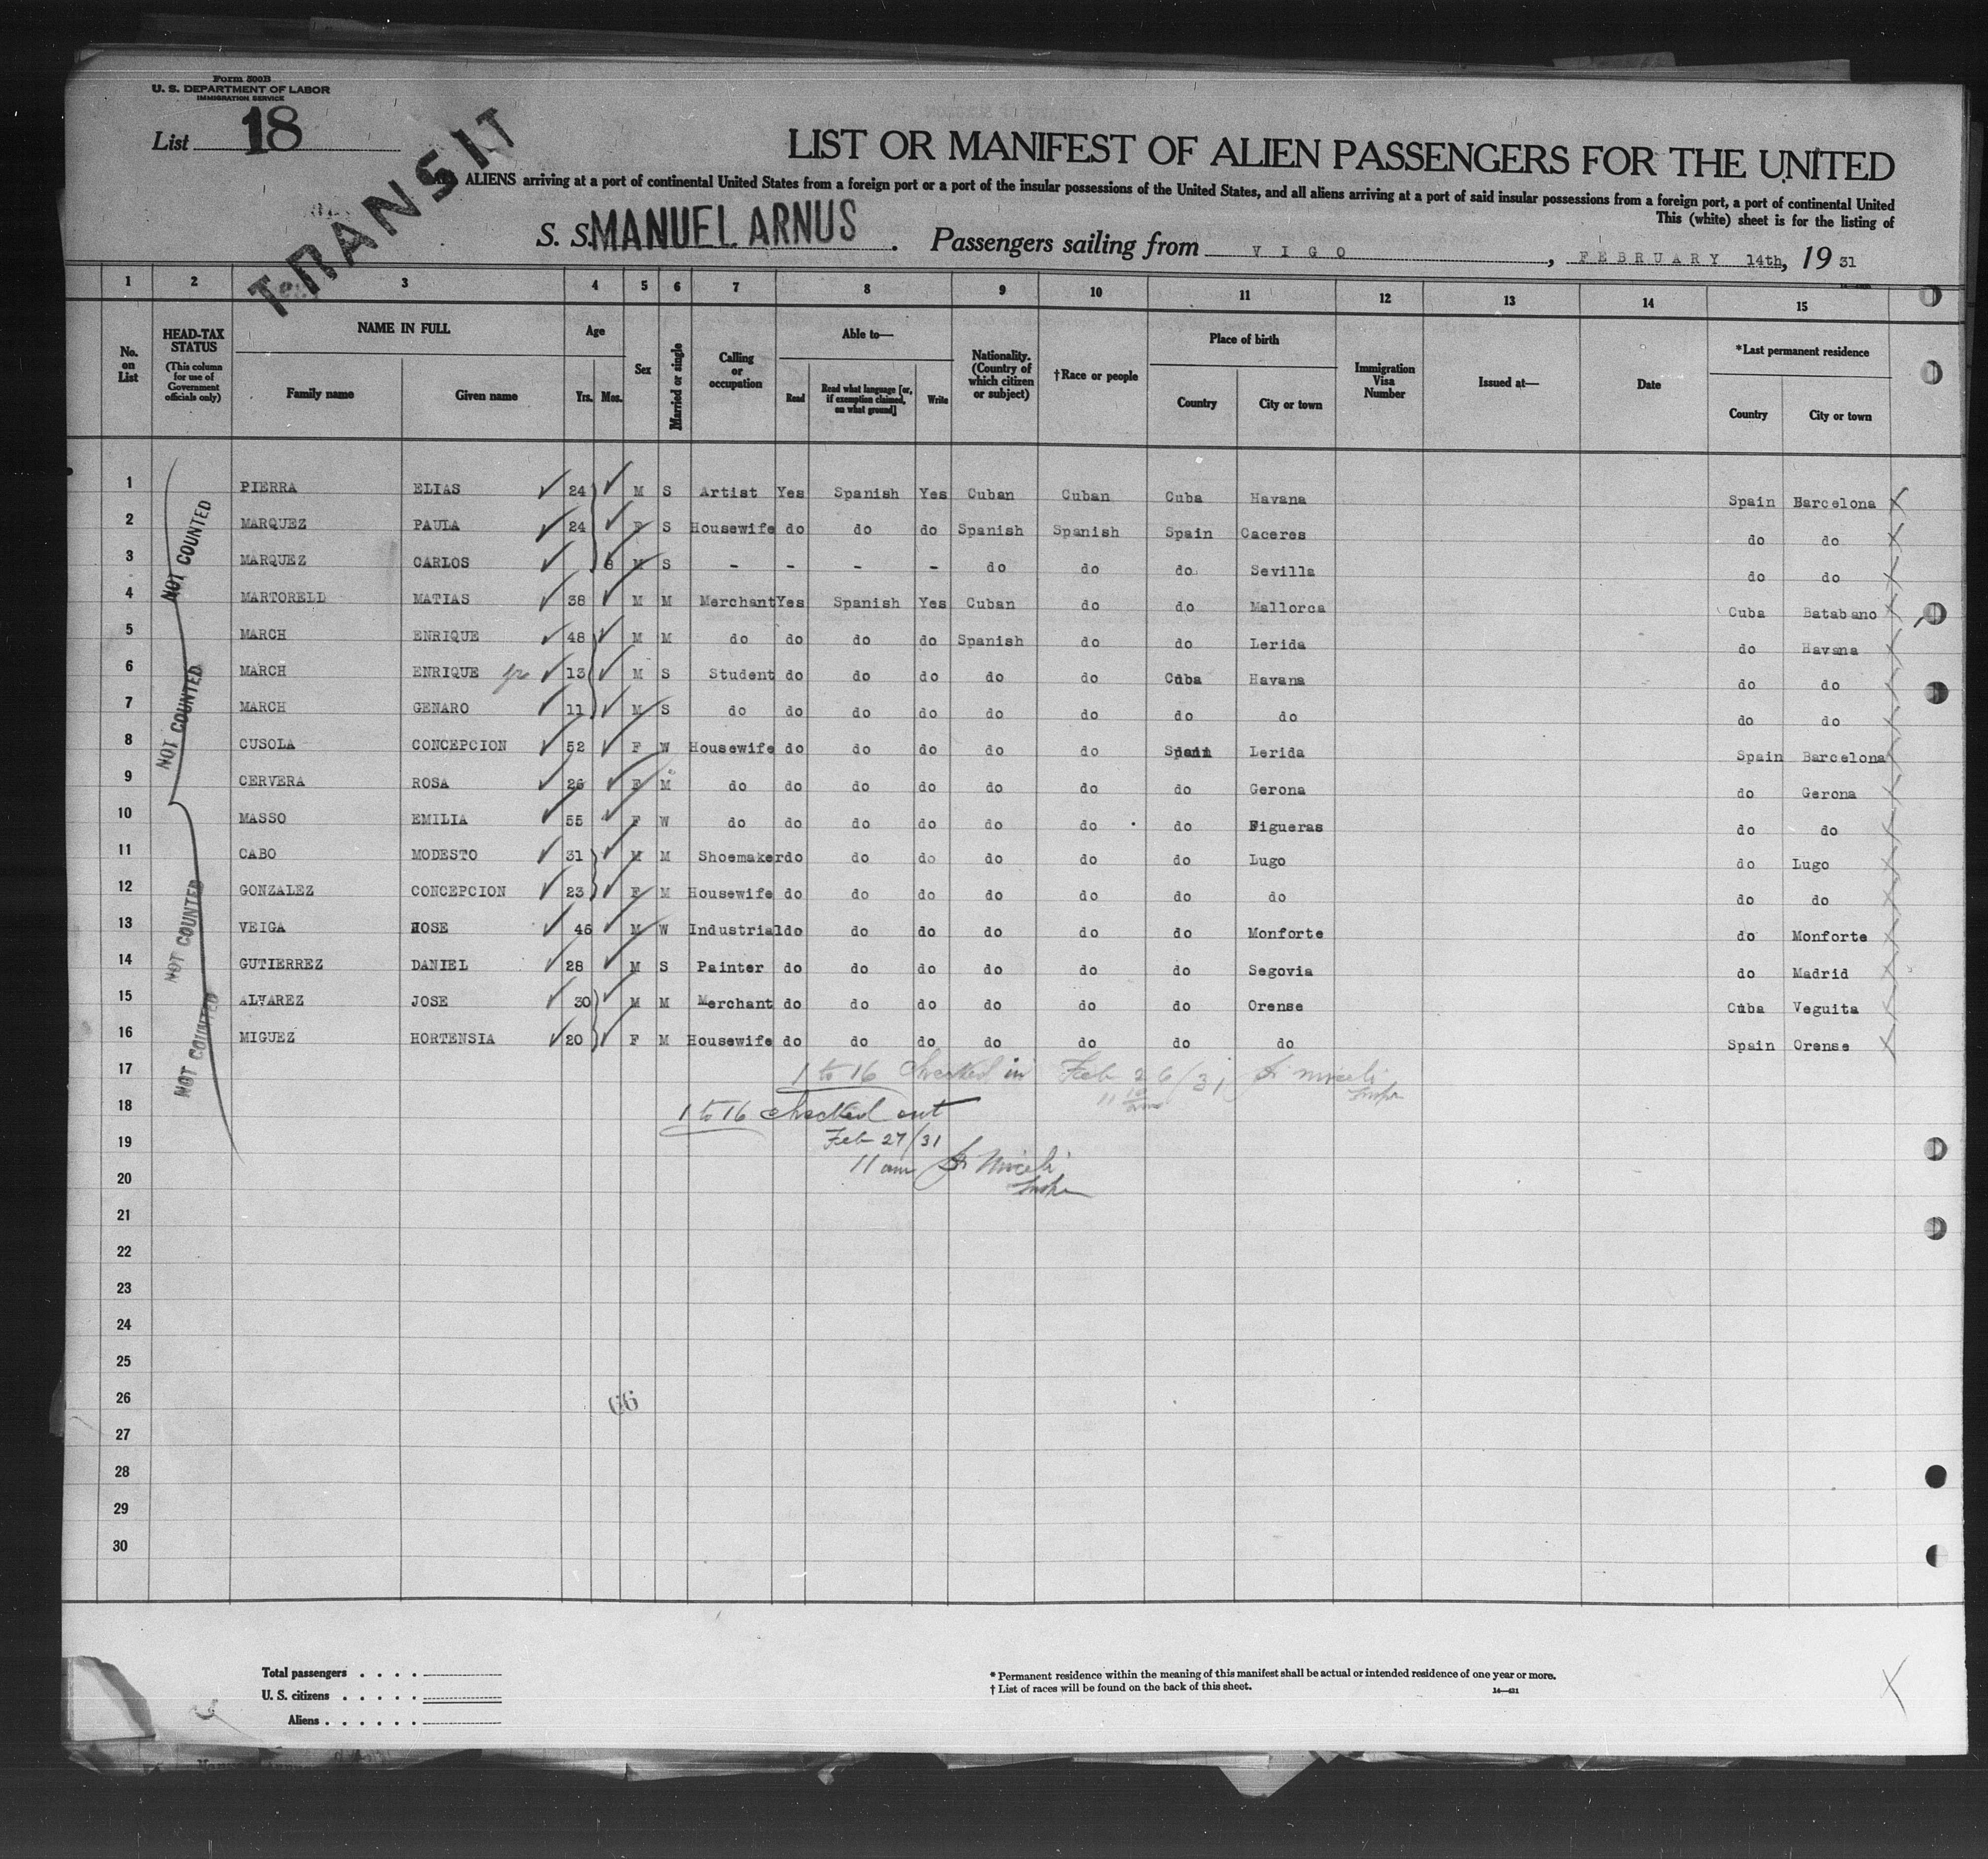 Form 500B
U. S. DEPARTMENT OF LABOR
IMMIGRATION SERVICE
List 18
TRANSIT
LIST OR MANIFEST OF ALIEN PASSENGERS FOR THE UNITED
ALIENS arriving at a port of continental United States from a foreign port or a port of the insular possessions of the United States, and all aliens arriving at a port of said insular possessions from a foreign port, a port of continental United
This (white) sheet is for the listing of
S. S. MANUEL ARNUS. Passengers sailing from VIGO, FEBRUARY 14th, 19 31
1 2 3 4 5 6 7 8 9 10 11 12 13 14 15
No. on List
HEAD-TAX STATUS
(This column for use of Government officials only)
NAME IN FULL
Family name Given name
Age
Yrs. Mos.
Sex
Married or single
Calling or occupation
Able to—
Read Read what language [or, if exemption claimed, on what ground] Write
Nationality. (Country of which citizen or subject)
†Race or people
Place of birth
Country City or town
Immigration Visa Number
Issued at—
Date
*Last permanent residence
Country City or town
1 PIERRA ELIAS 24 M S Artist Yes Spanish Yes Cuban Cuban Cuba Havana Spain Barcelona
2 MARQUEZ PAULA 24 F S Housewife do do do Spanish Spanish Spain Caceres do do
3 MARQUEZ CARLOS 8 M S - - - - do do do Sevilla do do
4 MARTORELL MATIAS 38 M M Merchant Yes Spanish Yes Cuban do do Mallorca Cuba Batabano
5 MARCH ENRIQUE 48 M M do do do do Spanish do do Lerida do Havana
6 MARCH ENRIQUE 13 M S Student do do do do do Cuba Havana do do
7 MARCH GENARO 11 M S do do do do do do do do do do
8 CUSOLA CONCEPCION 52 F W Housewife do do do do do Spain Lerida Spain Barcelona
9 CERVERA ROSA 26 F M do do do do do do do Gerona do Gerona
10 MASSO EMILIA 55 F W do do do do do do do Figueras do do
11 CABO MODESTO 31 M M Shoemaker do do do do do do Lugo do Lugo
12 GONZALEZ CONCEPCION 23 F M Housewife do do do do do do do do do
13 VEIGA JOSE 46 M W Industrial do do do do do do Monforte do Monforte
14 GUTIERREZ DANIEL 28 M S Painter do do do do do do Segovia do Madrid
15 ALVAREZ JOSE 30 M M Merchant do do do do do do Orense Cuba Veguita
16 MIGUEZ HORTENSIA 20 F M Housewife do do do do do do do Spain Orense
NOT COUNTED
NOT COUNTED
NOT COUNTED
NOT COUNTED
17 1 to 16 checked in Feb 26/31 Miceli
18 1 to 16 checked out
19 Feb 27/31
11 am Miceli
20
21
22
23
24
25
26
66
27
28
29
30
Total passengers . . . .
U. S. citizens . . . . .
Aliens . . . . . .
* Permanent residence within the meaning of this manifest shall be actual or intended residence of one year or more.
† List of races will be found on the back of this sheet.